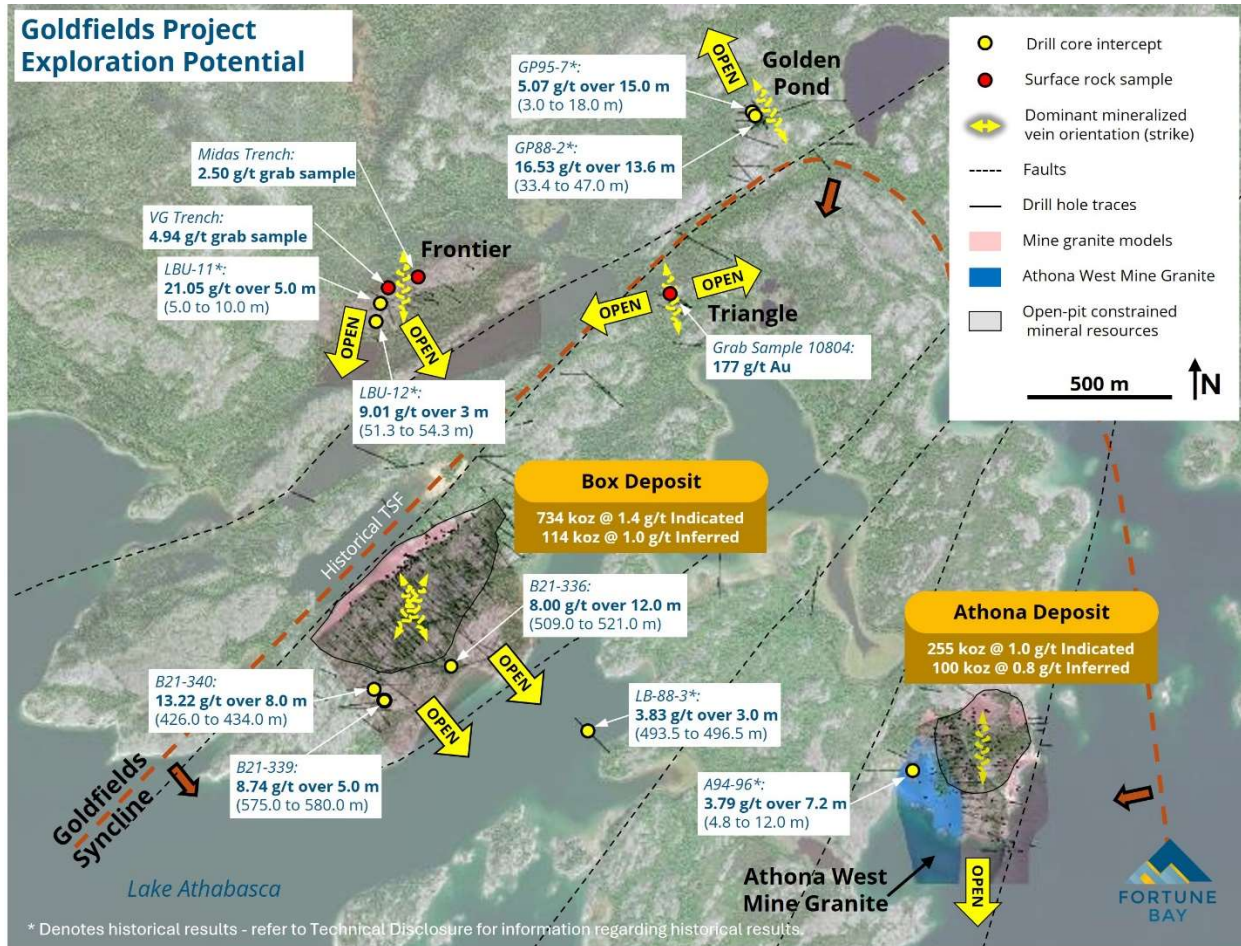 Goldfields Project
Exploration Potential
GP95-7*:
5.07 g/t over 15.0 m
(3.0 to 18.0 m)
OPEN
Golden
Pond
GP88-2*:
16.53 g/t over 13.6 m
(33.4 to 47.0 m)
Midas Trench:
2.50 g/t grab sample
VG Trench:
4.94 g/t grab sample
LBU-11*:
21.05 g/t over 5.0 m
(5.0 to 10.0 m)
Frontier
OPEN
OPEN
LBU-12*:
9.01 g/t over 3 m
(51.3 to 54.3 m)
OPEN
OPEN
Triangle
Grab Sample 10804:
177 g/t Au
Drill core intercept
Surface rock sample
Dominant mineralized
vein orientation (strike)
Faults
Drill hole traces
Mine granite models
Athona West Mine Granite
Open-pit constrained
mineral resources
500 m
N
Historical TSF
Box Deposit
734 koz @ 1.4 g/t Indicated
114 koz @ 1.0 g/t Inferred
B21-336:
8.00 g/t over 12.0 m
(509.0 to 521.0 m)
OPEN
OPEN
B21-340:
13.22 g/t over 8.0 m
(426.0 to 434.0 m)
B21-339:
8.74 g/t over 5.0 m
(575.0 to 580.0 m)
LB-88-3*:
3.83 g/t over 3.0 m
(493.5 to 496.5 m)
Athona Deposit
255 koz @ 1.0 g/t Indicated
100 koz @ 0.8 g/t Inferred
A94-96*:
3.79 g/t over 7.2 m
(4.8 to 12.0 m)
Athona West
Mine Granite
OPEN
Goldfields
Syncline
Lake Athabasca
FORTUNE
BAY
* Denotes historical results - refer to Technical Disclosure for information regarding historical results.